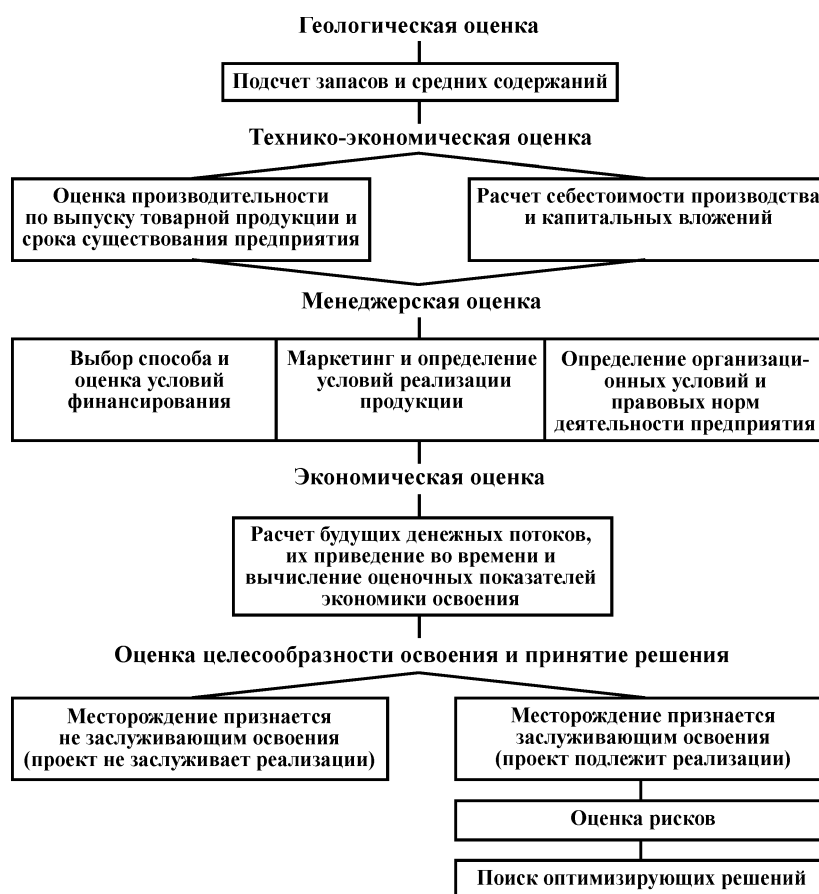 Геологическая оценка
Подсчет запасов и средних содержаний
Технико-экономическая оценка
Оценка производительности
по выпуску товарной продукции и
срока существования предприятия
Расчет себестоимости производства
и капитальных вложений
Менеджерская оценка
Выбор способа и
оценка условий
финансирования
Маркетинг и определение
условий реализации
продукции
Определение организаци-
онных условий и
правовых норм
деятельности предприятия
Экономическая оценка
Расчет будущих денежных потоков,
их приведение во времени и
вычисление оценочных показателей
экономики освоения
Оценка целесообразности освоения и принятие решения
Месторождение признается
не заслуживающим освоения
(проект не заслуживает реализации)
Месторождение признается
заслуживающим освоения
(проект подлежит реализации)
Оценка рисков
Поиск оптимизирующих решений